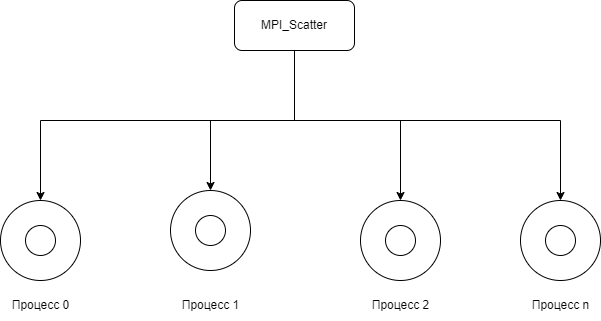 MPI_Scatter
Процесс 0
Процесс 1
Процесс 2
Процесс n